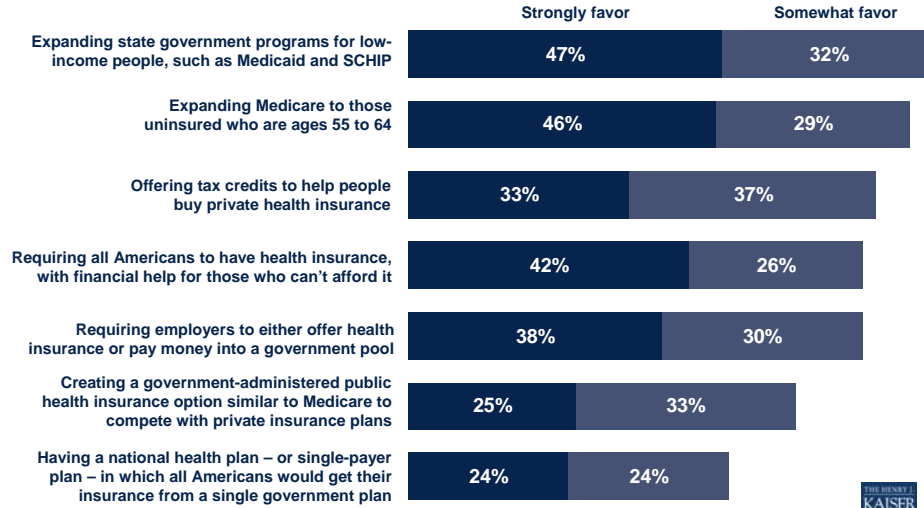 Strongly favor Somewhat favor
Expanding state government programs for low-
income people, such as Medicaid and SCHIP
47% 32%
Expanding Medicare to those
uninsured who are ages 55 to 64
46% 29%
Offering tax credits to help people
buy private health insurance
33% 37%
Requiring all Americans to have health insurance,
with financial help for those who can’t afford it
42% 26%
Requiring employers to either offer health
insurance or pay money into a government pool
38% 30%
Creating a government-administered public
health insurance option similar to Medicare to
compete with private insurance plans
25% 33%
Having a national health plan – or single-payer
plan – in which all Americans would get their
insurance from a single government plan
24% 24%
THE HENRY J.
KAISER